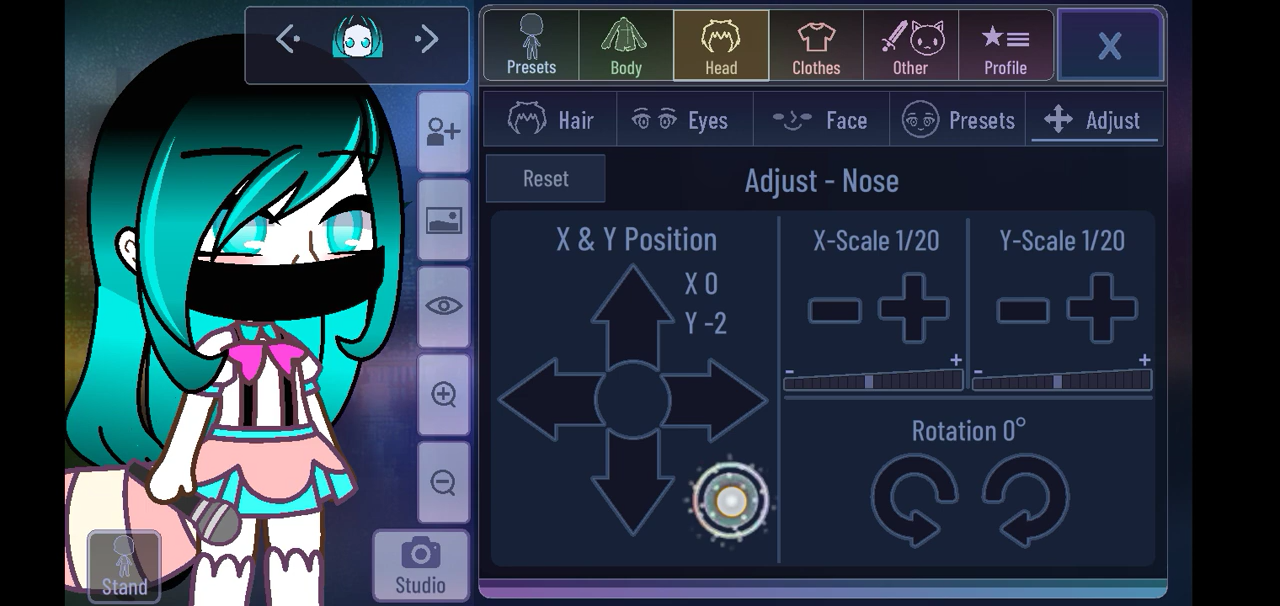 Presets
Body
Head
Clothes
Other
Profile
X
Hair
Eyes
Face
Presets
Adjust
Reset
Adjust - Nose
X & Y Position
X 0
Y -2
X-Scale 1/20
Y-Scale 1/20
- +
- +
Rotation 0°
Stand
Studio